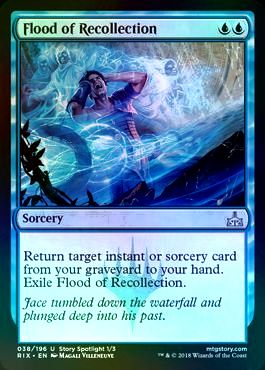 Flood of Recollection
Sorcery
Return target instant or sorcery card
from your graveyard to your hand.
Exile Flood of Recollection.
Jace tumbled down the waterfall and
plunged deep into his past.
038/196 U Story Spotlight 1/3
mtgstory.com
RIX • EN MAGALI VILLENEUVE
™ & © 2018 Wizards of the Coast